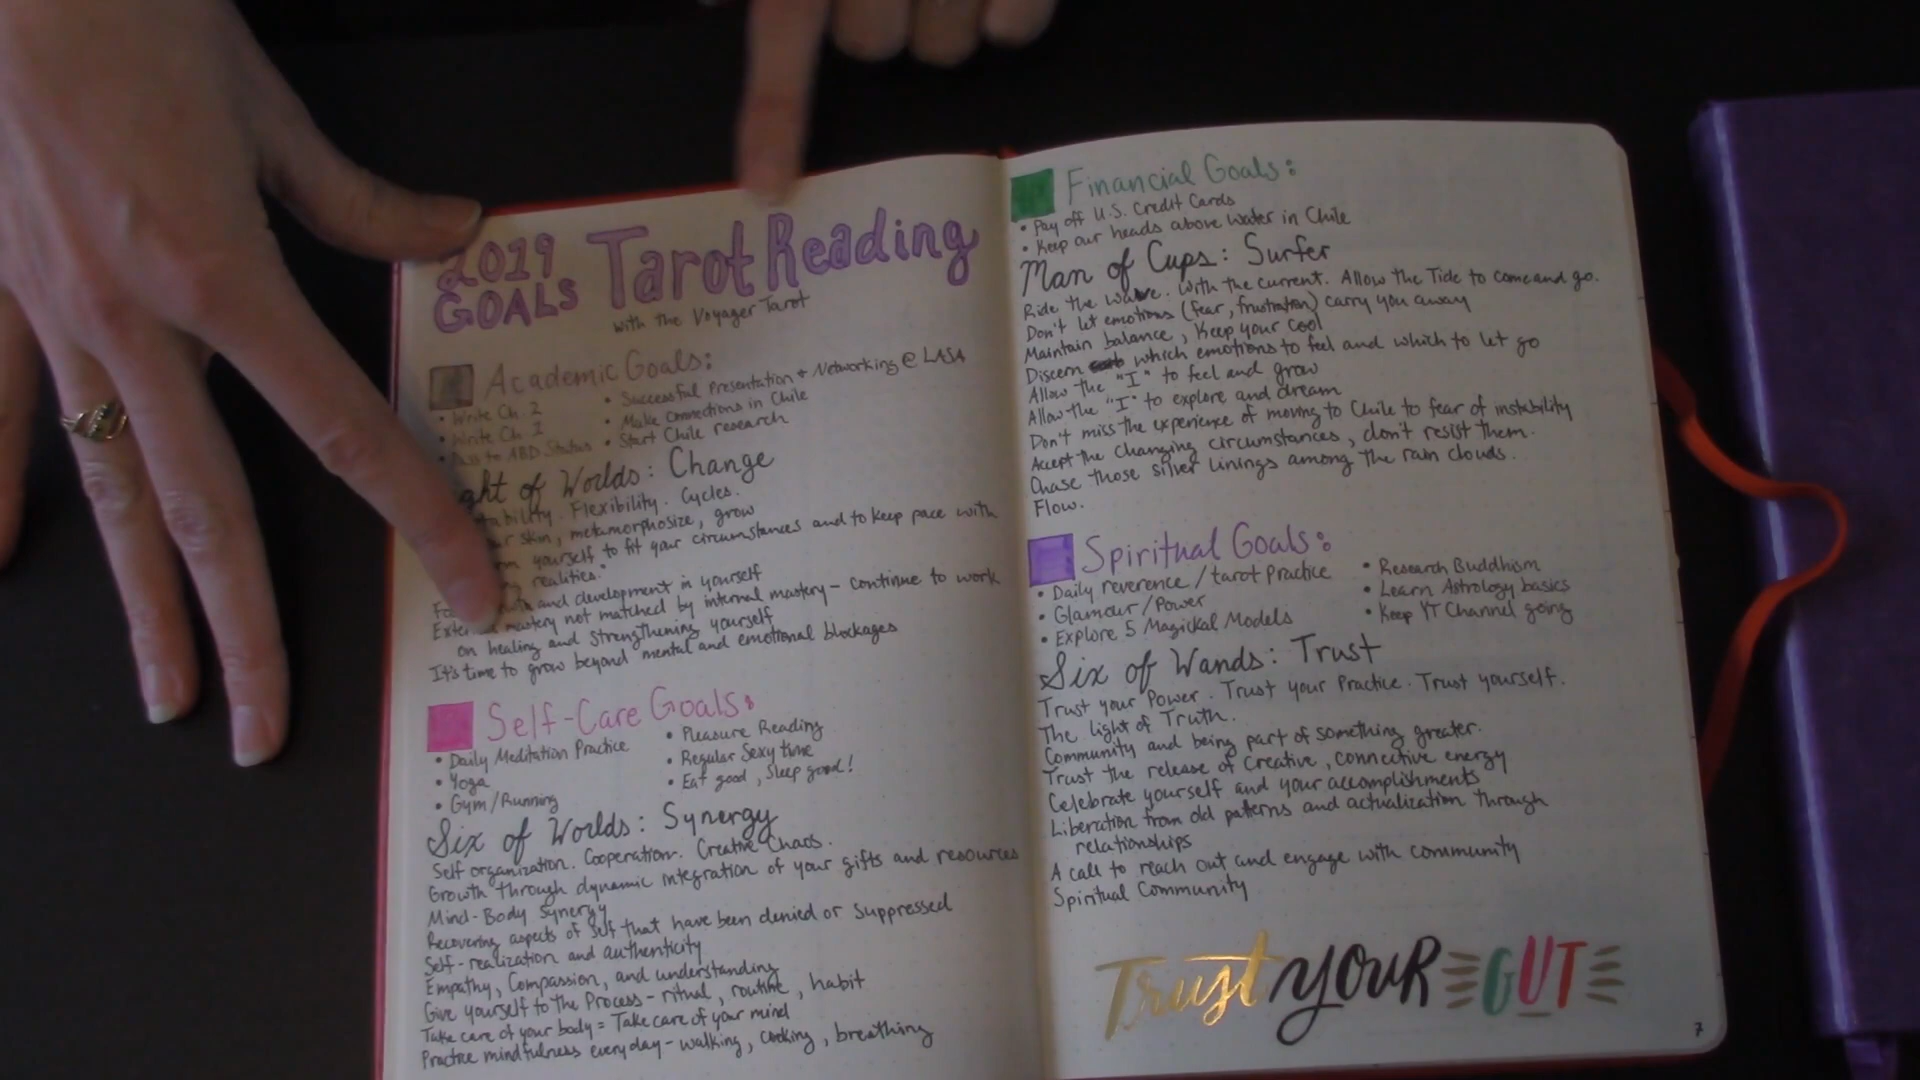 2019 GOALS Tarot Reading
with the Voyager Tarot
Academic Goals:
• Write Ch. 2
• Write Ch. 1
• Pass to ABD Status
• Successful Presentation + Networking @ LASA
• Make connections in Chile
• Start Chile research
of Worlds: Change
Flexibility. Cycles.
skin, metamorphosize, grow
yourself to fit your circumstances and to keep pace with
realities."
and development in yourself
mastery not matched by internal mastery - continue to work
on healing and strengthening yourself
It's time to grow beyond mental and emotional blockages
Self-Care Goals:
• Daily Meditation Practice
• Yoga
• Gym/Running
• Pleasure Reading
• Regular Sexy time
• Eat good, Sleep good!
Six of Worlds: Synergy
Self organization. Cooperation. Creative Chaos.
Growth through dynamic integration of your gifts and resources
Mind-Body Synergy
Recovering aspects of self that have been denied or suppressed
Self-realization and authenticity
Empathy, Compassion, and understanding
Give yourself to the Process - ritual, routine, habit
Take care of your body = Take care of your mind
Practice mindfulness everyday - walking, cooking, breathing
Financial Goals:
• Pay off U.S. Credit Cards
• Keep our heads above water in Chile
Man of Cups: Surfer
Ride the wave. With the current. Allow the Tide to come and go.
Don't let emotions (fear, frustration) carry you away
Maintain balance, Keep your cool
Discern which emotions to feel and which to let go
Allow the "I" to feel and grow
Allow the "I" to explore and dream
Don't miss the experience of moving to Chile to fear of instability
Accept the changing circumstances, don't resist them.
Chase those silver linings among the rain clouds.
Flow.
Spiritual Goals:
• Daily reverence/tarot Practice
• Glamour/Power
• Explore 5 Magickal Models
• Research Buddhism
• Learn Astrology basics
• Keep YT Channel going
Six of Wands: Trust
Trust your Power. Trust your Practice. Trust yourself.
The light of Truth.
Community and being part of something greater.
Trust the release of creative, connective energy
Celebrate yourself and your accomplishments
Liberation from old patterns and actualization through
relationships
A call to reach out and engage with community
Spiritual Community
Trust YOUR GUT
7